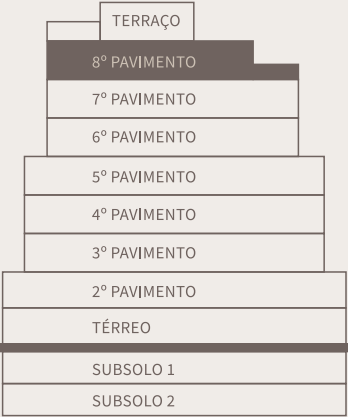 TERRAÇO
8º PAVIMENTO
7º PAVIMENTO
6º PAVIMENTO
5º PAVIMENTO
4º PAVIMENTO
3º PAVIMENTO
2º PAVIMENTO
TÉRREO
SUBSOLO 1
SUBSOLO 2